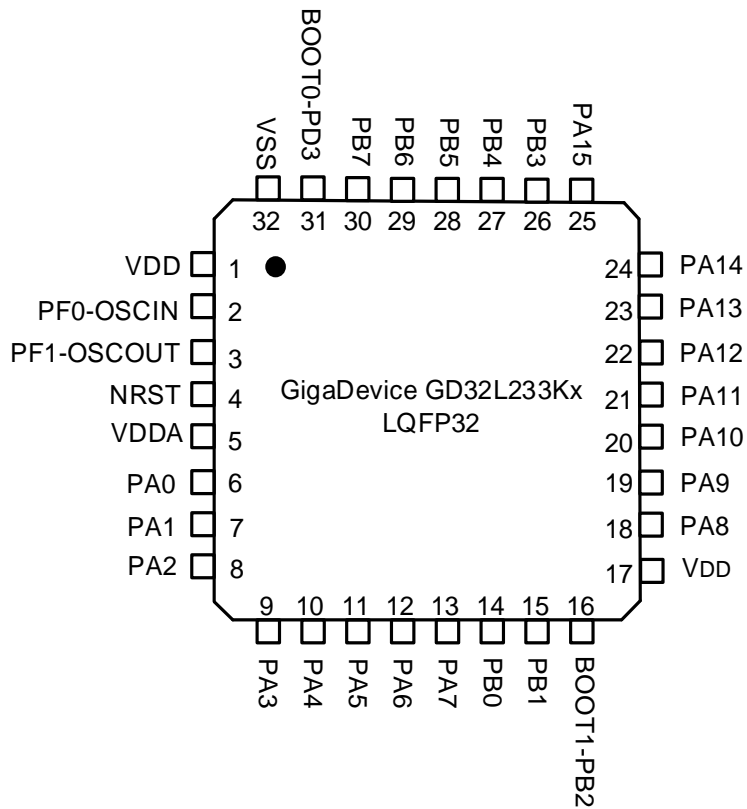 BOOT0-PD3
VSS
PB7
PB6
PB5
PB4
PB3
PA15
32
31
30
29
28
27
26
25
VDD
1
24
PA14
PF0-OSCIN
2
23
PA13
PF1-OSCOUT
3
22
PA12
NRST
4
GigaDevice GD32L233Kx
21
PA11
LQFP32
VDDA
5
20
PA10
PA0
6
19
PA9
PA1
7
18
PA8
PA2
8
17
VDD
9
10
11
12
13
14
15
16
PA3
PA4
PA5
PA6
PA7
PB0
PB1
BOOT1-PB2